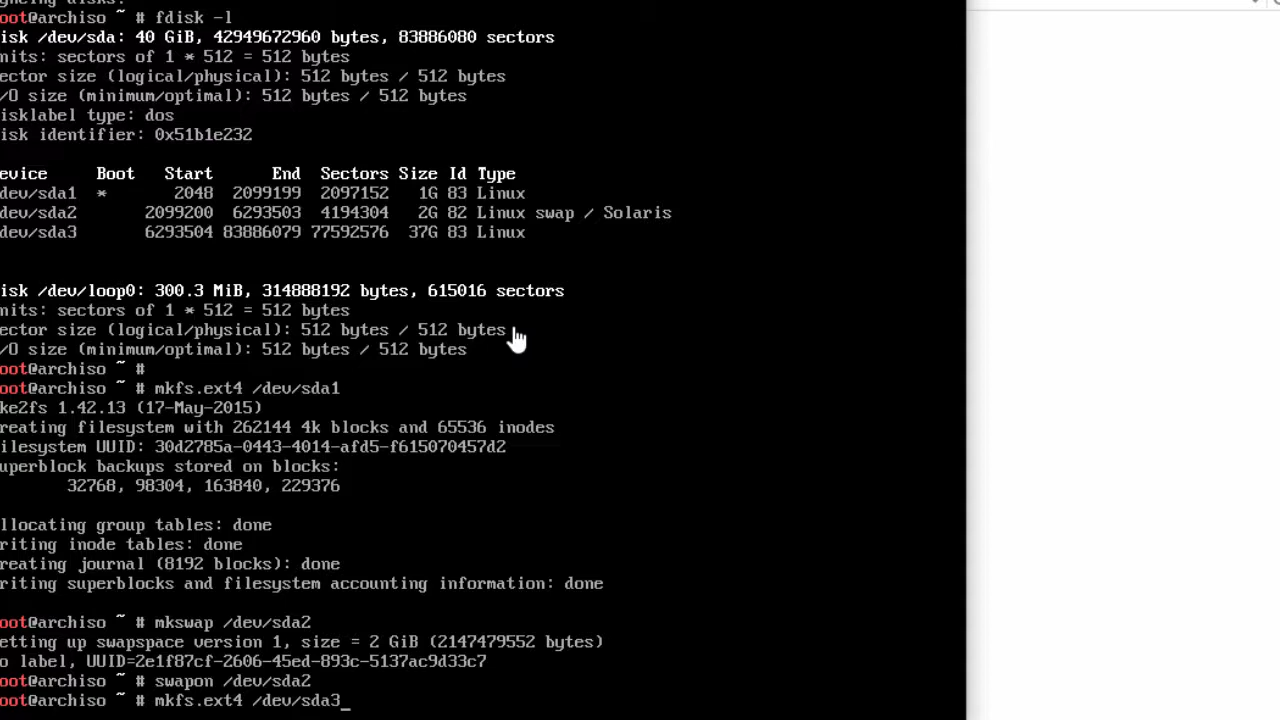 gncing disks.
oot@archiso ~ # fdisk -l
isk /dev/sda: 40 GiB, 42949672960 bytes, 83886080 sectors
nits: sectors of 1 * 512 = 512 bytes
ector size (logical/physical): 512 bytes / 512 bytes
/O size (minimum/optimal): 512 bytes / 512 bytes
isklabel type: dos
isk identifier: 0x51b1e232
evice Boot Start End Sectors Size Id Type
dev/sda1 * 2048 2099199 2097152 1G 83 Linux
dev/sda2 2099200 6293503 4194304 2G 82 Linux swap / Solaris
dev/sda3 6293504 83886079 77592576 37G 83 Linux
isk /dev/loop0: 300.3 MiB, 314888192 bytes, 615016 sectors
nits: sectors of 1 * 512 = 512 bytes
ector size (logical/physical): 512 bytes / 512 bytes
/O size (minimum/optimal): 512 bytes / 512 bytes
oot@archiso ~ #
oot@archiso ~ # mkfs.ext4 /dev/sda1
ke2fs 1.42.13 (17-May-2015)
reating filesystem with 262144 4k blocks and 65536 inodes
ilesystem UUID: 30d2785a-0443-4014-afd5-f615070457d2
uperblock backups stored on blocks:
32768, 98304, 163840, 229376
llocating group tables: done
riting inode tables: done
reating journal (8192 blocks): done
riting superblocks and filesystem accounting information: done
oot@archiso ~ # mkswap /dev/sda2
etting up swapspace version 1, size = 2 GiB (2147479552 bytes)
o label, UUID=2e1f87cf-2606-45ed-893c-5137ac9d33c7
oot@archiso ~ # swapon /dev/sda2
oot@archiso ~ # mkfs.ext4 /dev/sda3_